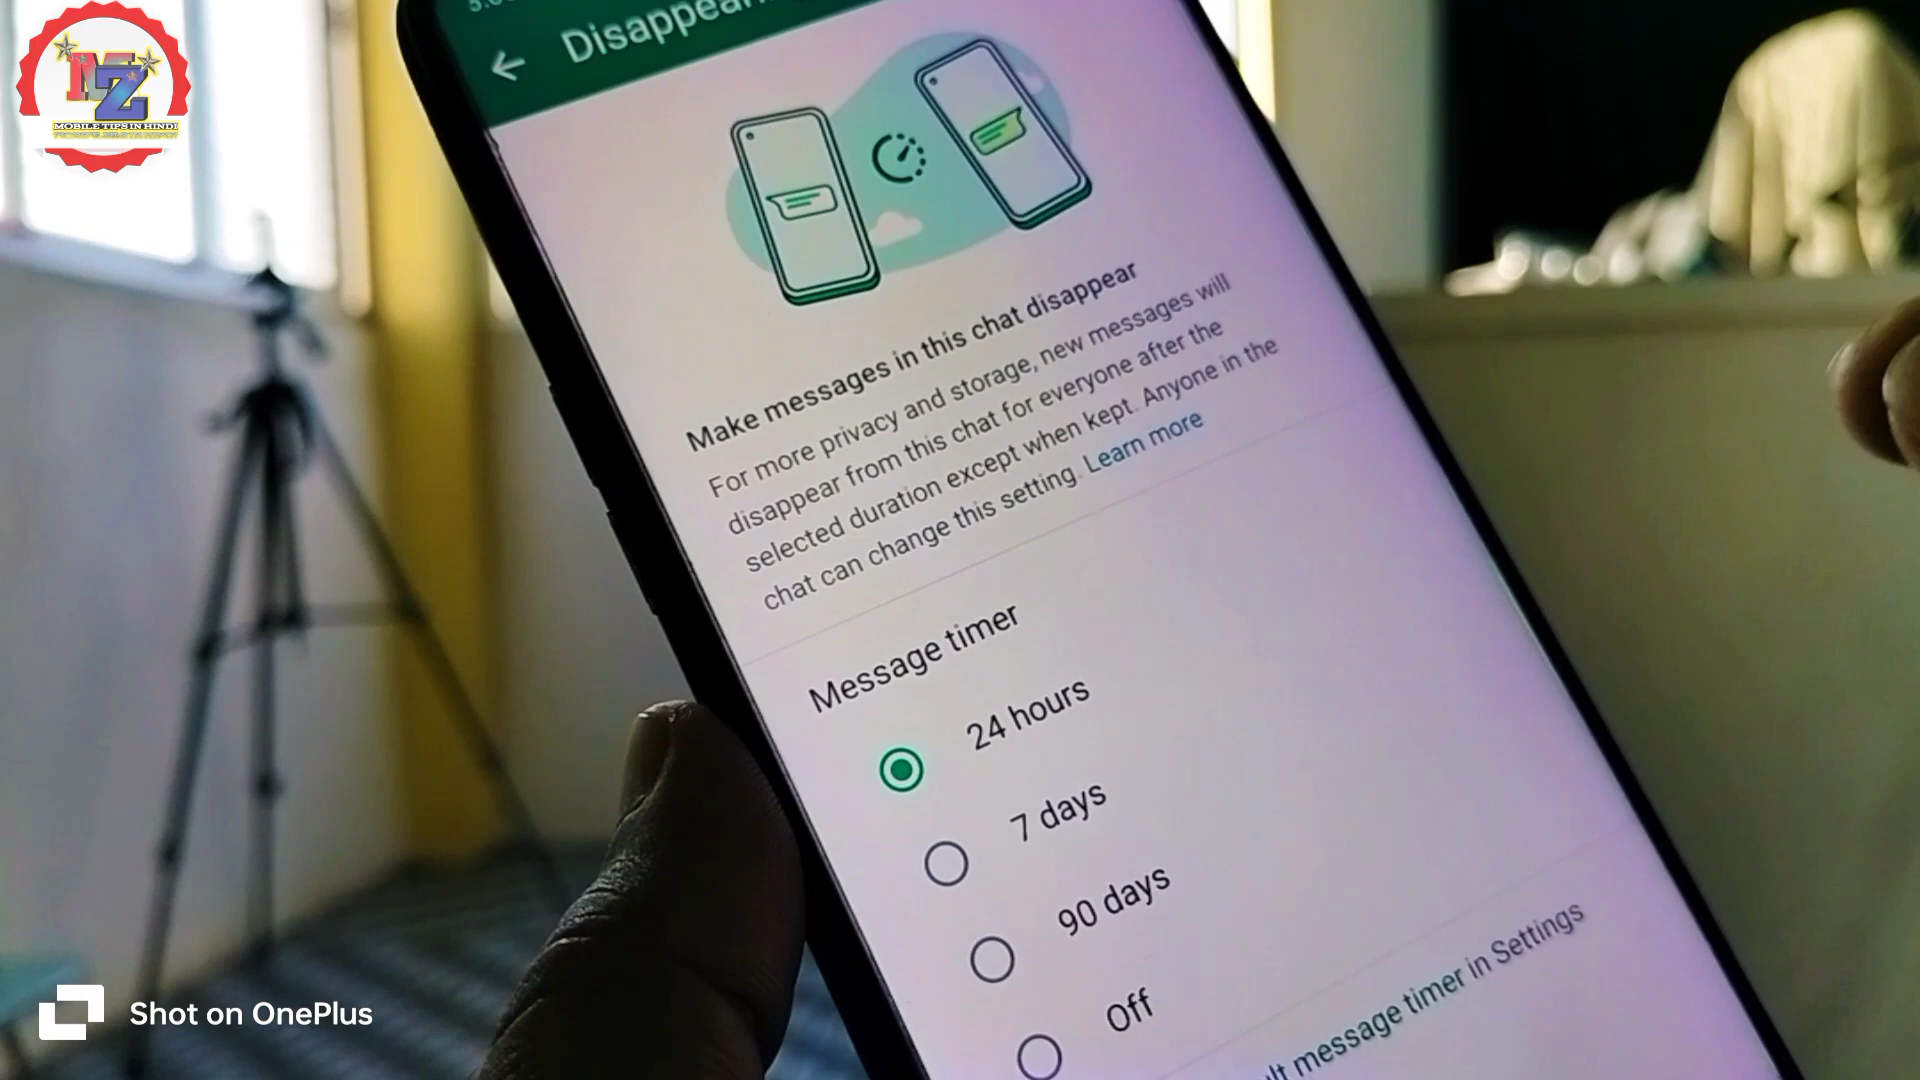 MZ
MOBILE TIPS IN HINDI
Make messages in this chat disappear
For more privacy and storage, new messages will
disappear from this chat for everyone after the
selected duration except when kept. Anyone in the
chat can change this setting. Learn more
Message timer
24 hours
7 days
90 days
Off
message timer in Settings
Shot on OnePlus